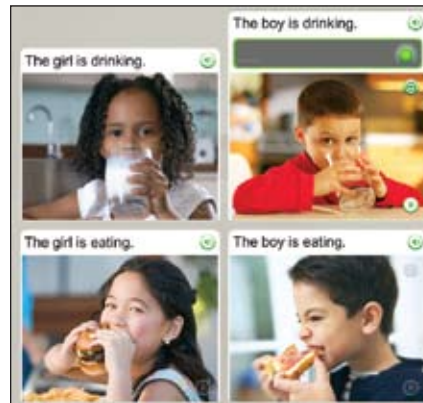 The girl is drinking.
The boy is drinking.
The girl is eating.
The boy is eating.